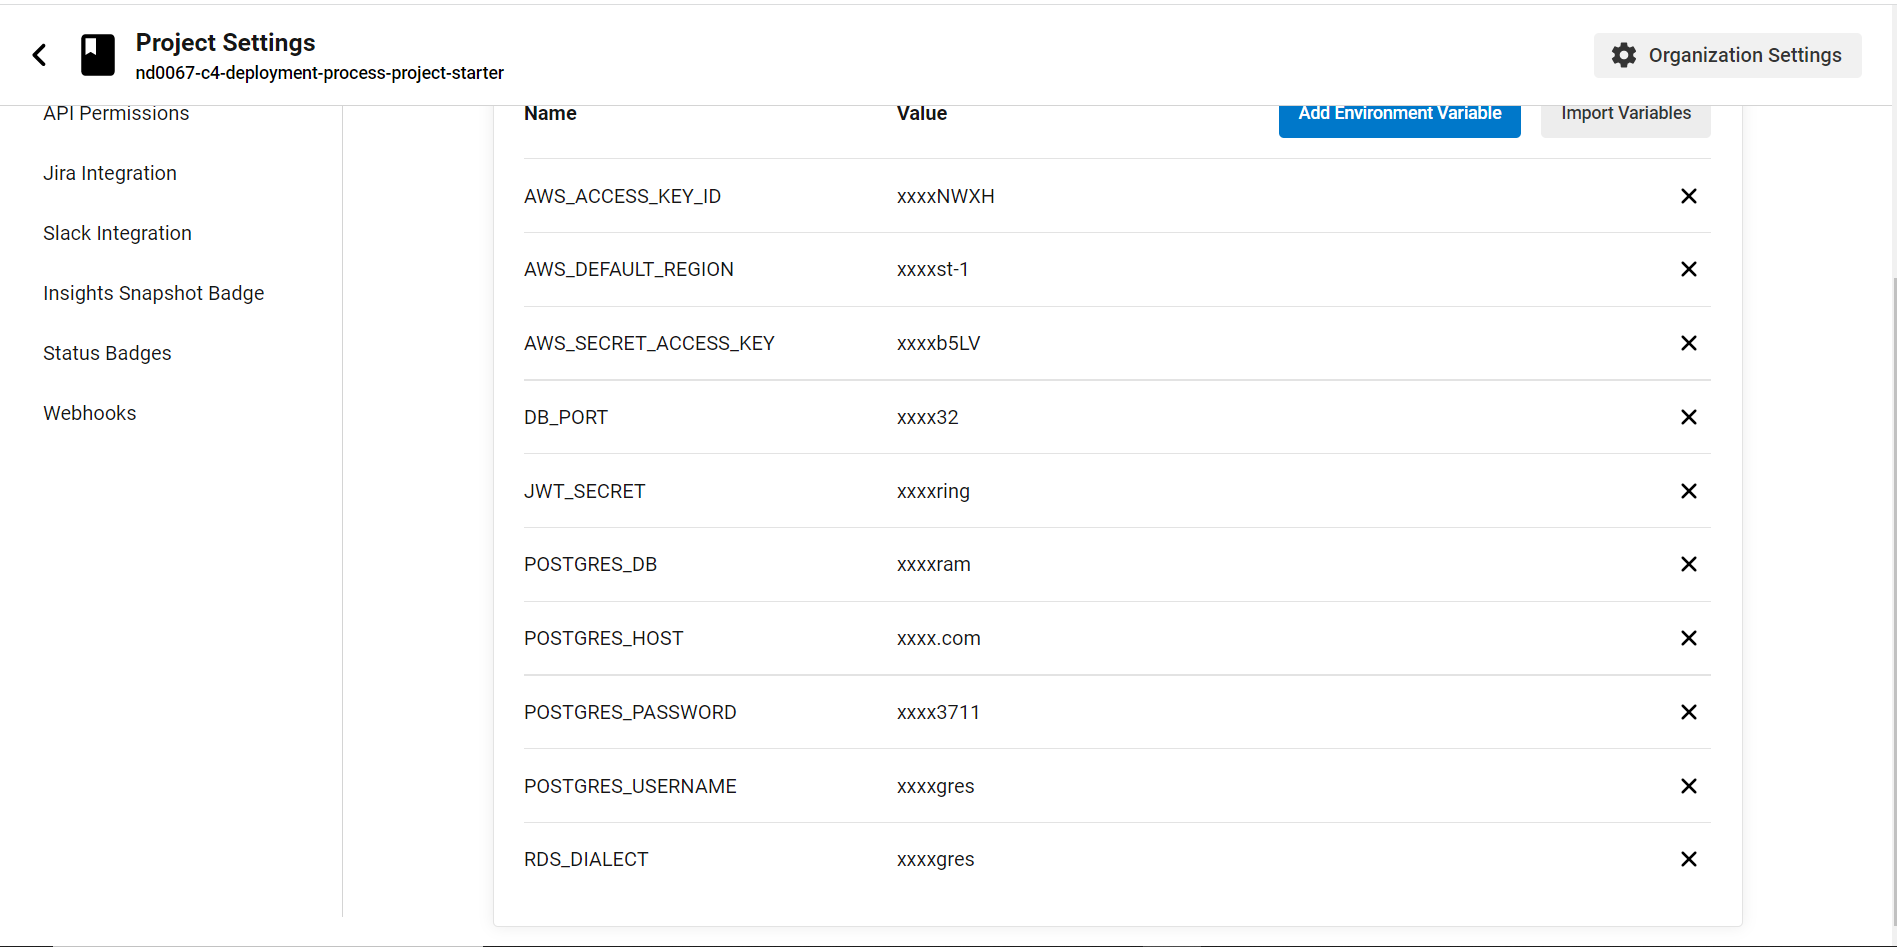 Project Settings
nd0067-c4-deployment-process-project-starter
Organization Settings
API Permissions
Jira Integration
Slack Integration
Insights Snapshot Badge
Status Badges
Webhooks
Name Value Add Environment Variable Import Variables
AWS_ACCESS_KEY_ID xxxxNWXH
AWS_DEFAULT_REGION xxxxst-1
AWS_SECRET_ACCESS_KEY xxxxb5LV
DB_PORT xxxx32
JWT_SECRET xxxxring
POSTGRES_DB xxxxram
POSTGRES_HOST xxxx.com
POSTGRES_PASSWORD xxxx3711
POSTGRES_USERNAME xxxxgres
RDS_DIALECT xxxxgres